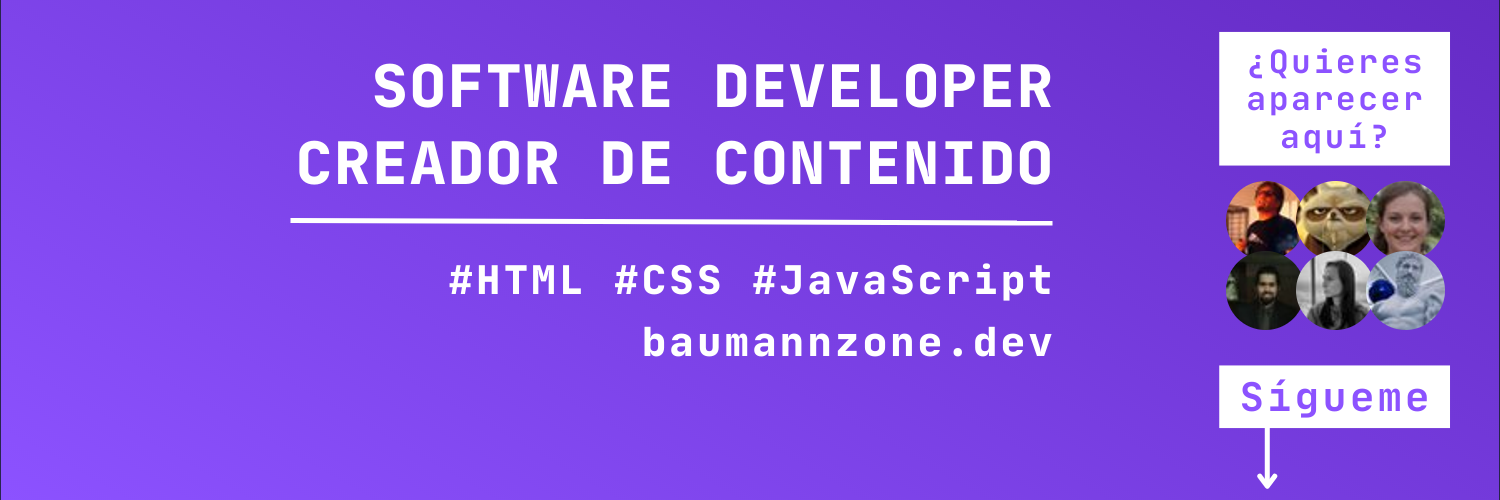 SOFTWARE DEVELOPER
CREADOR DE CONTENIDO
#HTML #CSS #JavaScript
baumannzone.dev
¿Quieres
aparecer
aquí?
Sígueme